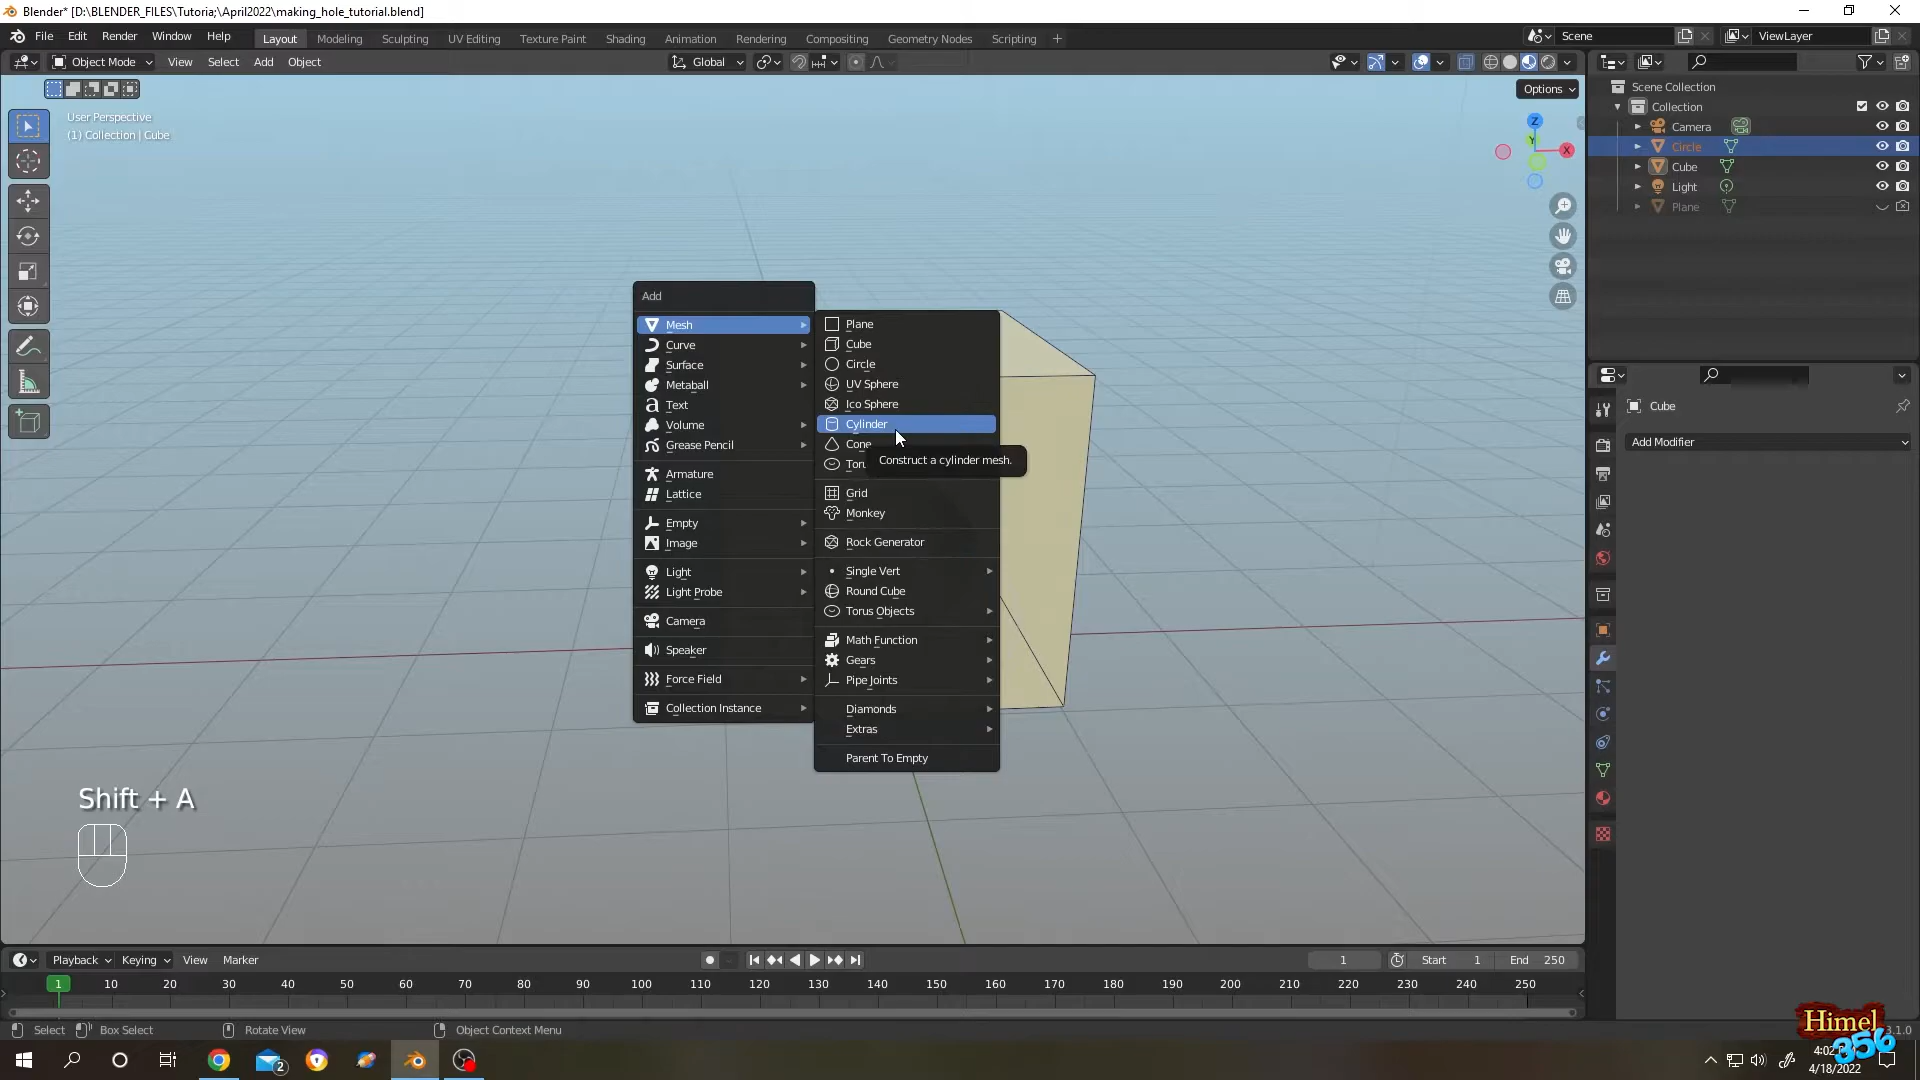 Blender* [D:\BLENDER_FILES\Tutoria;\April2022\making_hole_tutorial.blend]
File Edit Render Window Help Layout Modeling Sculpting UV Editing Texture Paint Shading Animation Rendering Compositing Geometry Nodes Scripting + Scene ViewLayer
Object Mode View Select Add Object Global
Options
User Perspective
(1) Collection | Cube
Z
Y
X
Scene Collection
Collection
Camera
Circle
Cube
Light
Plane
Cube
Add Modifier
Add
Mesh
Curve
Surface
Metaball
Text
Volume
Grease Pencil
Armature
Lattice
Empty
Image
Light
Light Probe
Camera
Speaker
Force Field
Collection Instance
Plane
Cube
Circle
UV Sphere
Ico Sphere
Cylinder
Cone
Construct a cylinder mesh.
Grid
Monkey
Rock Generator
Single Vert
Round Cube
Torus Objects
Math Function
Gears
Pipe Joints
Diamonds
Extras
Parent To Empty
Shift + A
Playback Keying View Marker 1 Start 1 End 250
1 10 20 30 40 50 60 70 80 90 100 110 120 130 140 150 160 170 180 190 200 210 220 230 240 250
Select Box Select Rotate View Object Context Menu
Himel
356
2
4/18/2022